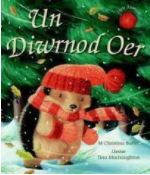 Un
Diwrnod Oer
M Christina Butler
Tina Macnaughton